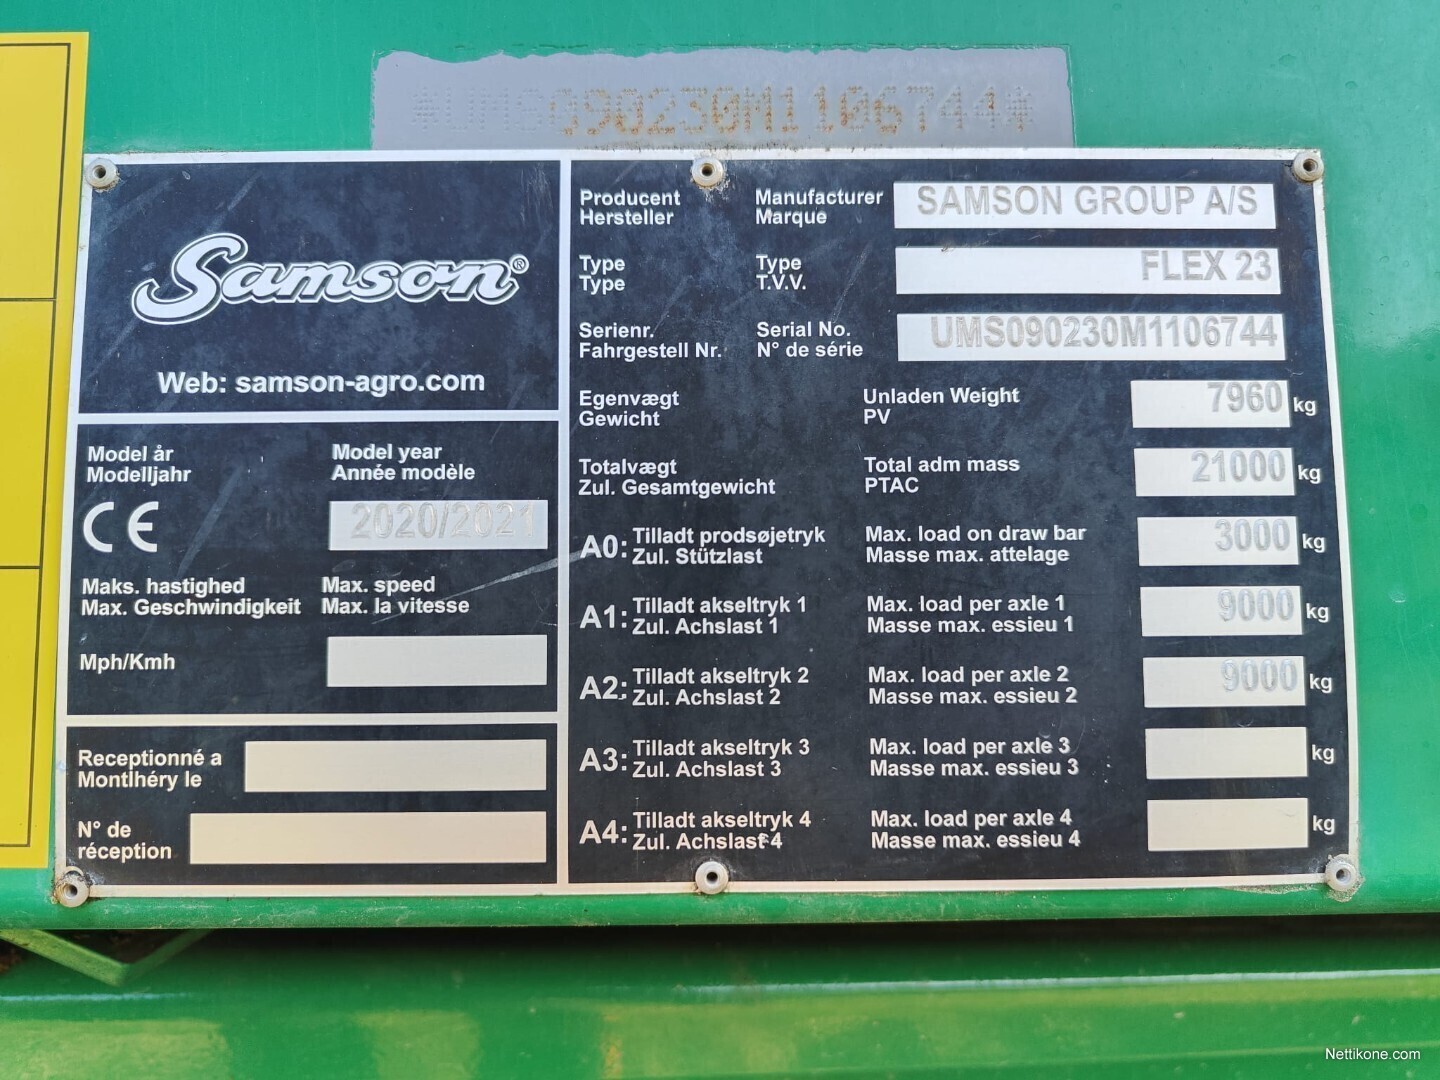 *UMS090230M1106744*
Samson®
Web: samson-agro.com
Model år Model year
Modelljahr Année modèle
CE 2020/2021
Maks. hastighed Max. speed
Max. Geschwindigkeit Max. la vitesse
Mph/Kmh
Receptionné a
Montlhéry le
N° de
réception
Producent Manufacturer SAMSON GROUP A/S
Hersteller Marque
Type Type FLEX 23
Type T.V.V.
Serienr. Serial No. UMS090230M1106744
Fahrgestell Nr. N° de série
Egenvægt Unladen Weight 7960 kg
Gewicht PV
Totalvægt Total adm mass 21000 kg
Zul. Gesamtgewicht PTAC
A0: Tilladt prodsøjetryk Max. load on draw bar 3000 kg
Zul. Stützlast Masse max. attelage
A1: Tilladt akseltryk 1 Max. load per axle 1 9000 kg
Zul. Achslast 1 Masse max. essieu 1
A2: Tilladt akseltryk 2 Max. load per axle 2 9000 kg
Zul. Achslast 2 Masse max. essieu 2
A3: Tilladt akseltryk 3 Max. load per axle 3 kg
Zul. Achslast 3 Masse max. essieu 3
A4: Tilladt akseltryk 4 Max. load per axle 4 kg
Zul. Achslast 4 Masse max. essieu 4
Nettikone.com